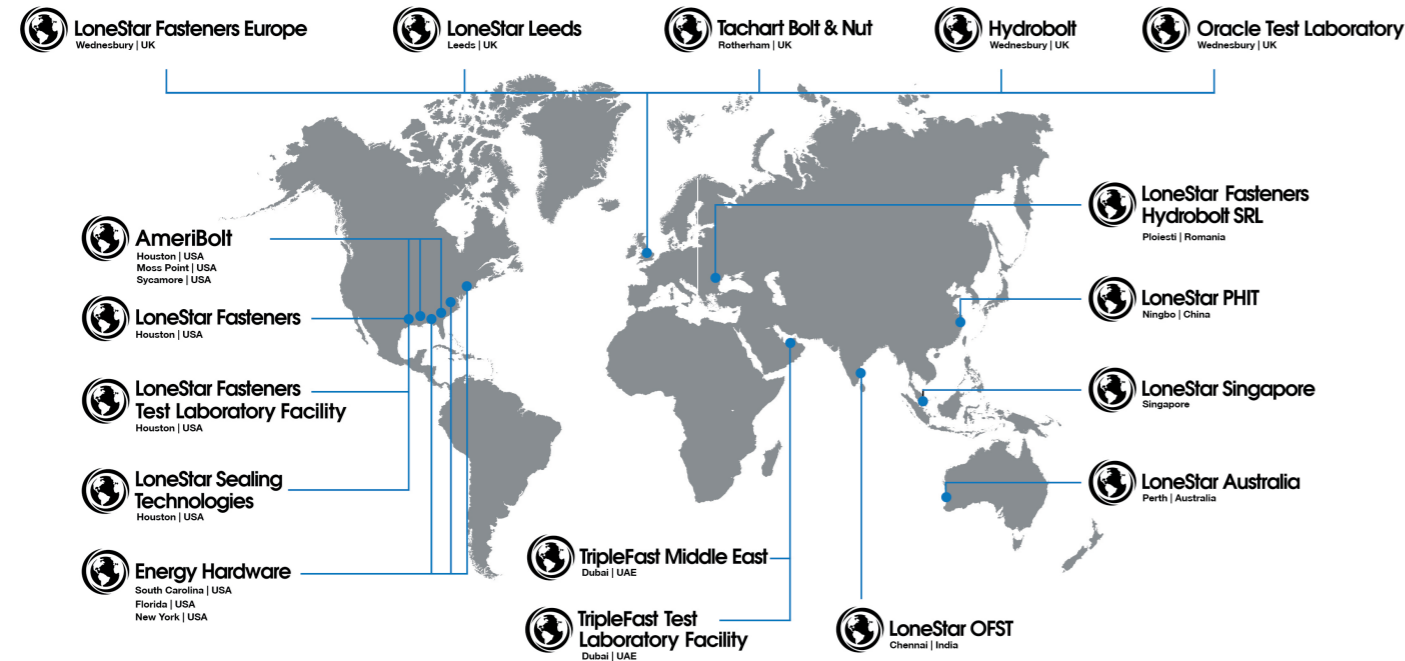 LoneStar Fasteners Europe
Wednesbury | UK
LoneStar Leeds
Leeds | UK
Tachart Bolt & Nut
Rotherham | UK
Hydrobolt
Wednesbury | UK
Oracle Test Laboratory
Wednesbury | UK
AmeriBolt
Houston | USA
Moss Point | USA
Sycamore | USA
LoneStar Fasteners
Houston | USA
LoneStar Fasteners
Test Laboratory Facility
Houston | USA
LoneStar Sealing
Technologies
Houston | USA
Energy Hardware
South Carolina | USA
Florida | USA
New York | USA
TripleFast Middle East
Dubai | UAE
TripleFast Test
Laboratory Facility
Dubai | UAE
LoneStar OFST
Chennai | India
LoneStar Fasteners
Hydrobolt SRL
Ploiesti | Romania
LoneStar PHIT
Ningbo | China
LoneStar Singapore
Singapore
LoneStar Australia
Perth | Australia